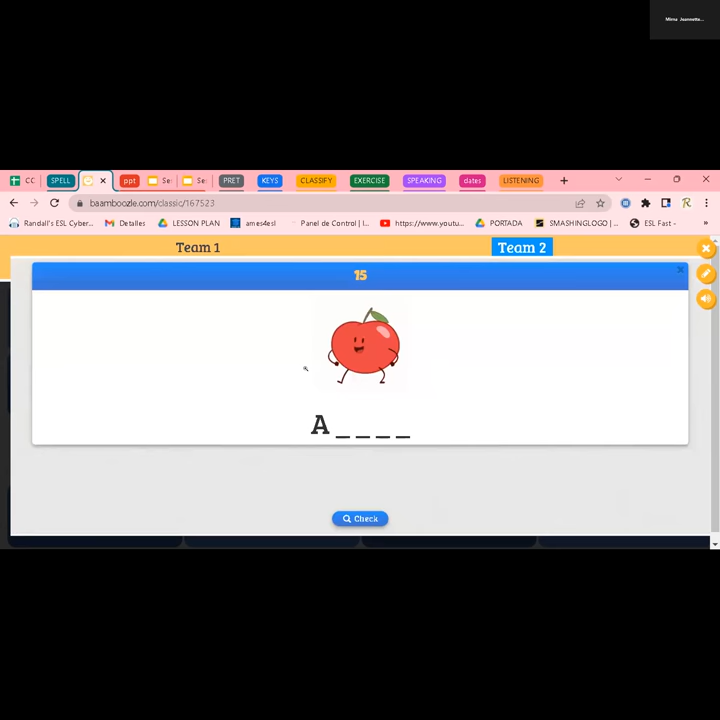 Mirna Jeannette...
CC SPELL ppt Se: Se: PRET KEYS CLASSIFY EXERCISE SPEAKING dates LISTENING
baamboozle.com/classic/167523
Randall's ESL Cyber... Detalles LESSON PLAN ames4esl Panel de Control | I... https://www.youtu... PORTADA SMASHINGLOGO | ... ESL Fast -
Team 1 Team 2
15
A _ _ _ _
Check